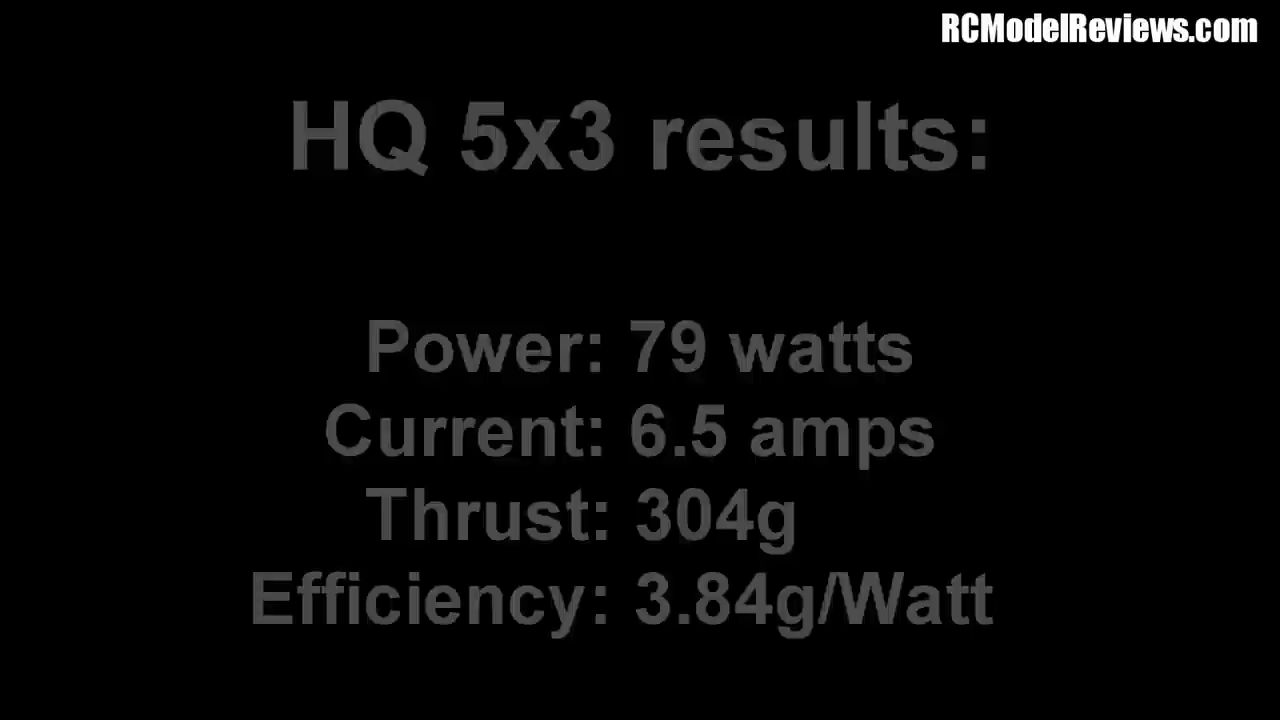 RCModelReviews.com
HQ 5x3 results:
Power: 79 watts
Current: 6.5 amps
Thrust: 304g
Efficiency: 3.84g/Watt